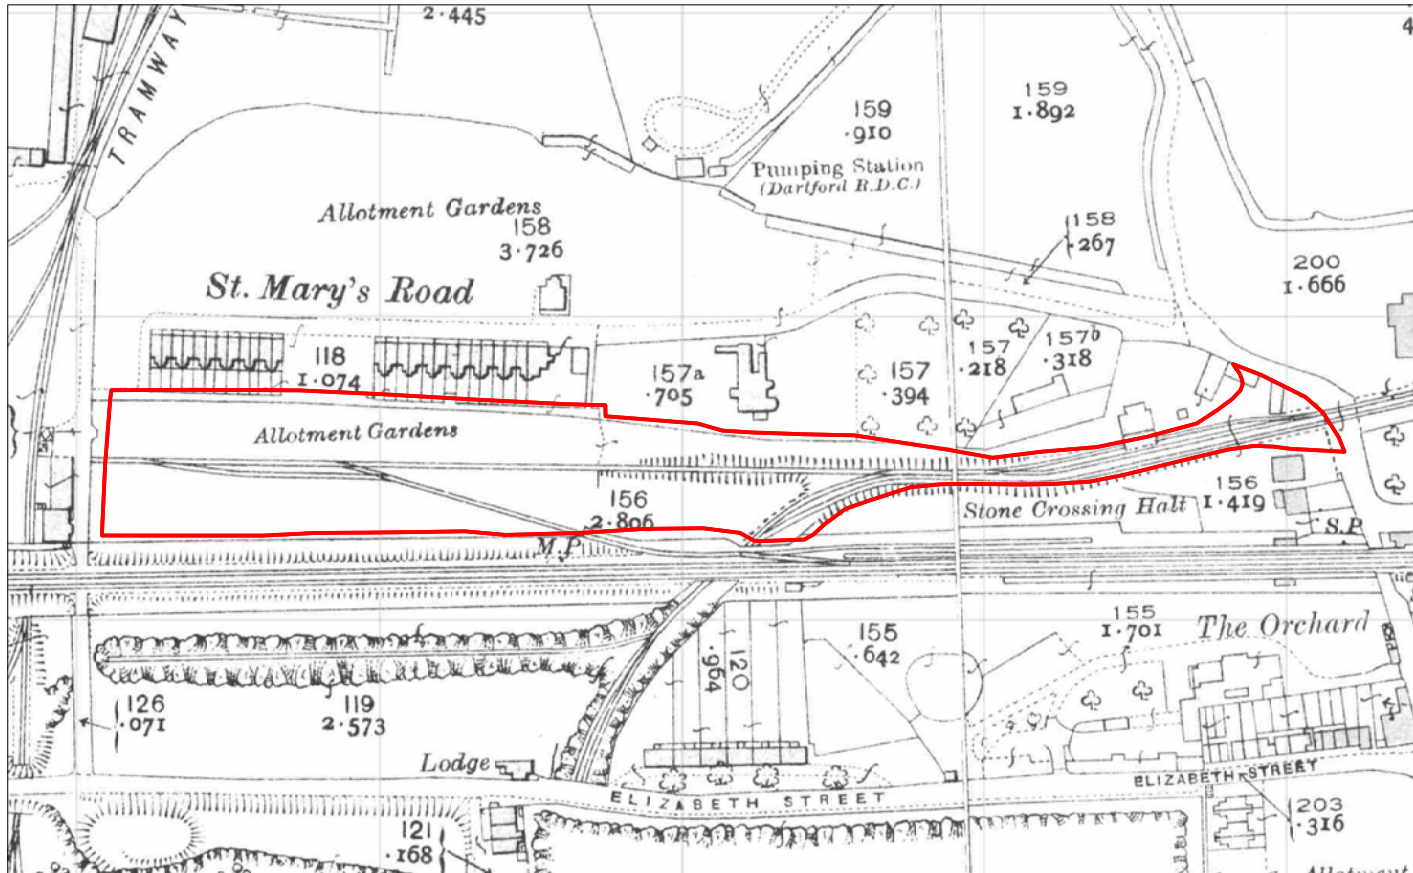 2.445
4
TRAMWAY
159
.910
159
1.892
Pumping Station
(Dartford R.D.C.)
Allotment Gardens
158
3.726
158
.267
200
1.666
St. Mary's Road
118
1.074
157a
.705
157
.394
157
.218
157b
.318
Allotment Gardens
156
2.806
Stone Crossing Halt
156
1.419
S.P.
M.P.
155
.642
155
1.701
The Orchard
120
.964
126
.071
119
2.573
Lodge
ELIZABETH STREET
ELIZABETH STREET
203
.316
121
.168
Allotment